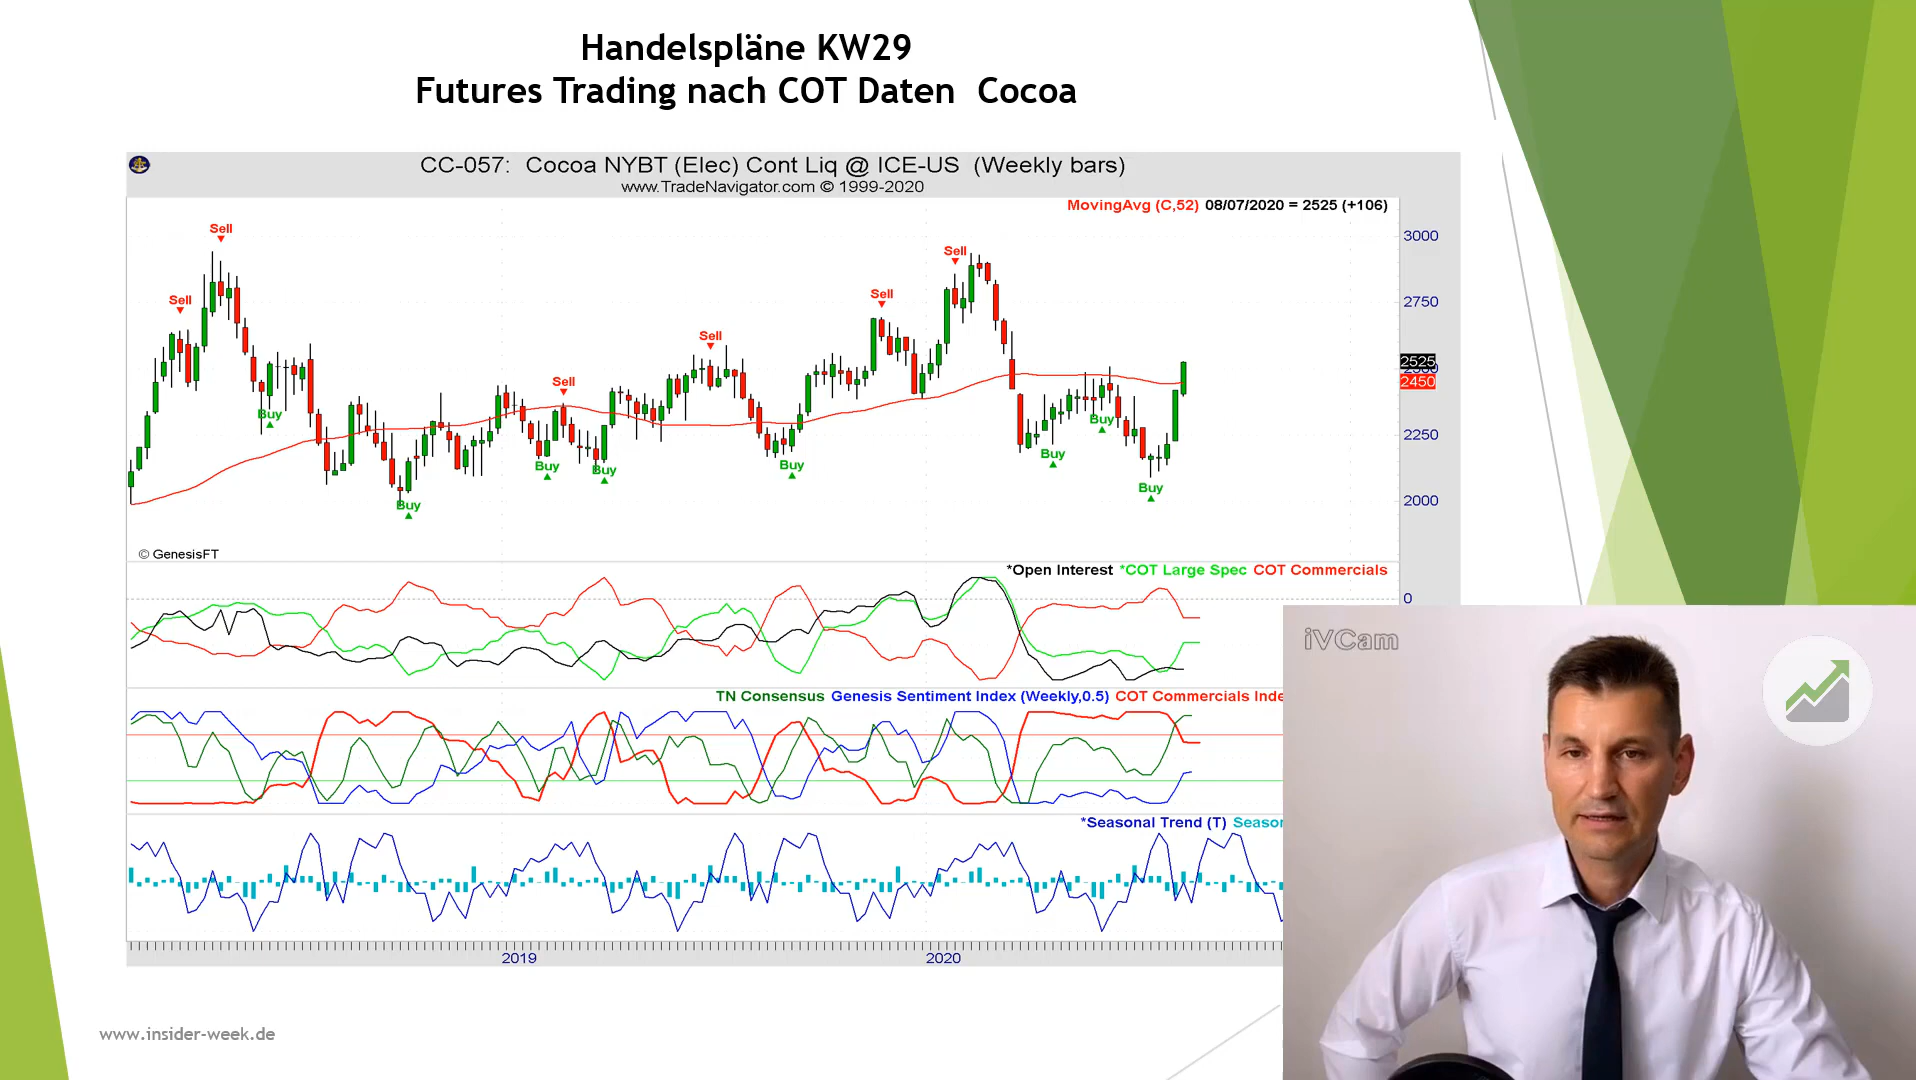 Handelspläne KW29
Futures Trading nach COT Daten  Cocoa
CC-057:  Cocoa NYBT (Elec) Cont Liq @ ICE-US  (Weekly bars)
www.TradeNavigator.com © 1999-2020
MovingAvg (C,52) 08/07/2020 = 2525 (+106)
Sell
3000
Sell
Sell
Sell
2750
Sell
2525
2450
Sell
Buy
Buy
2250
Buy
Buy
Buy
Buy
Buy
2000
Buy
© GenesisFT
*Open Interest *COT Large Spec COT Commercials
0
iVCam
TN Consensus Genesis Sentiment Index (Weekly,0.5) COT Commercials Inde
*Seasonal Trend (T) Seasor
2019
2020
www.insider-week.de